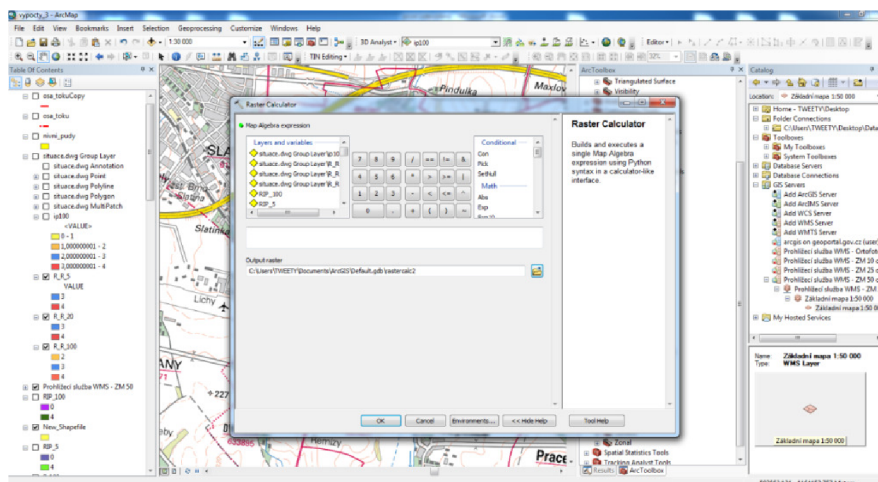 vypocty_3 - ArcMap
File Edit View Bookmarks Insert Selection Geoprocessing Customize Windows Help
1:30 000
3D Analyst
ip100
Editor
TIN Editing
Table Of Contents
osa_tokuCopy
osa_toku
nivni_pudy
situace.dwg Group Layer
situace.dwg Annotation
situace.dwg Point
situace.dwg Polyline
situace.dwg Polygon
situace.dwg MultiPatch
ip100
<VALUE>
0 - 1
1,000000001 - 2
2,000000001 - 3
3,000000001 - 4
R_R_5
VALUE
3
4
R_R_20
3
4
R_R_100
2
3
4
Prohlížecí služba WMS - ZM 50
RIP_100
0
4
New_Shapefile
RIP_5
0
4
Pindulka
Maxlov
SLA
Slatina
Lichy
ANY
227
Romizy
Prace
Raster Calculator
Map Algebra expression
Layers and variables
situace.dwg Group Layer\ip10
situace.dwg Group Layer\R_R
situace.dwg Group Layer\R_R
situace.dwg Group Layer\R_R
RIP_100
RIP_5
7 8 9 / == != &
4 5 6 * > >= |
1 2 3 - < <= ^
0 . + ( ) ~
Conditional
Con
Pick
SetNull
Math
Abs
Exp
Exp10
Output raster
C:\Users\TWEETY\Documents\ArcGIS\Default.gdb\rastercalc2
OK
Cancel
Environments...
<< Hide Help
Tool Help
Raster Calculator
Builds and executes a
single Map Algebra
expression using Python
syntax in a calculator-like
interface.
ArcToolbox
Triangulated Surface
Visibility
Zonal
Spatial Statistics Tools
Tracking Analyst Tools
Results
ArcToolbox
Catalog
Location: Základní mapa 1:50 000
Home - TWEETY\Desktop
Folder Connections
C:\Users\TWEETY\Desktop\Data
Toolboxes
My Toolboxes
System Toolboxes
Database Servers
Database Connections
GIS Servers
Add ArcGIS Server
Add ArcIMS Server
Add WCS Server
Add WMS Server
Add WMTS Server
arcgis on geoportal.gov.cz (user)
Prohlížecí služba WMS - Ortofot
Prohlížecí služba WMS - ZM 10
Prohlížecí služba WMS - ZM 25
Prohlížecí služba WMS - ZM 50
Prohlížecí služba WMS - ZM
Základní mapa 1:50 000
Základní mapa 1:50 000
My Hosted Services
Name: Základní mapa 1:50 000
Type: WMS Layer
Základní mapa 1:50 000